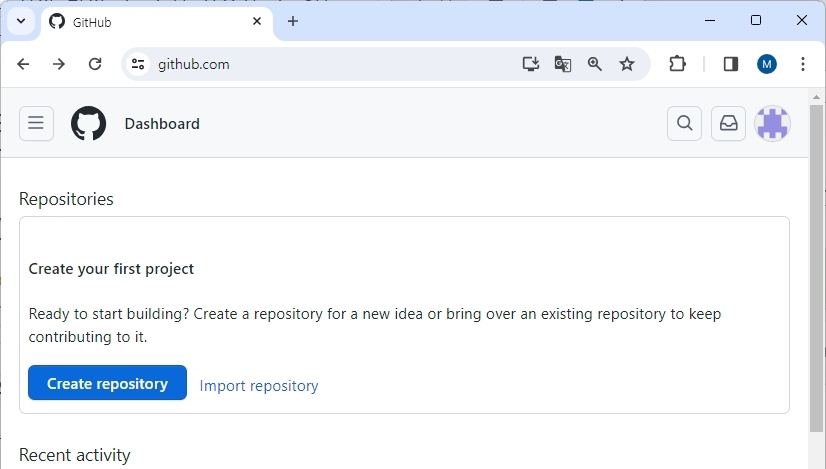 GitHub
github.com
M
Dashboard
Repositories
Create your first project
Ready to start building? Create a repository for a new idea or bring over an existing repository to keep
contributing to it.
Create repository Import repository
Recent activity